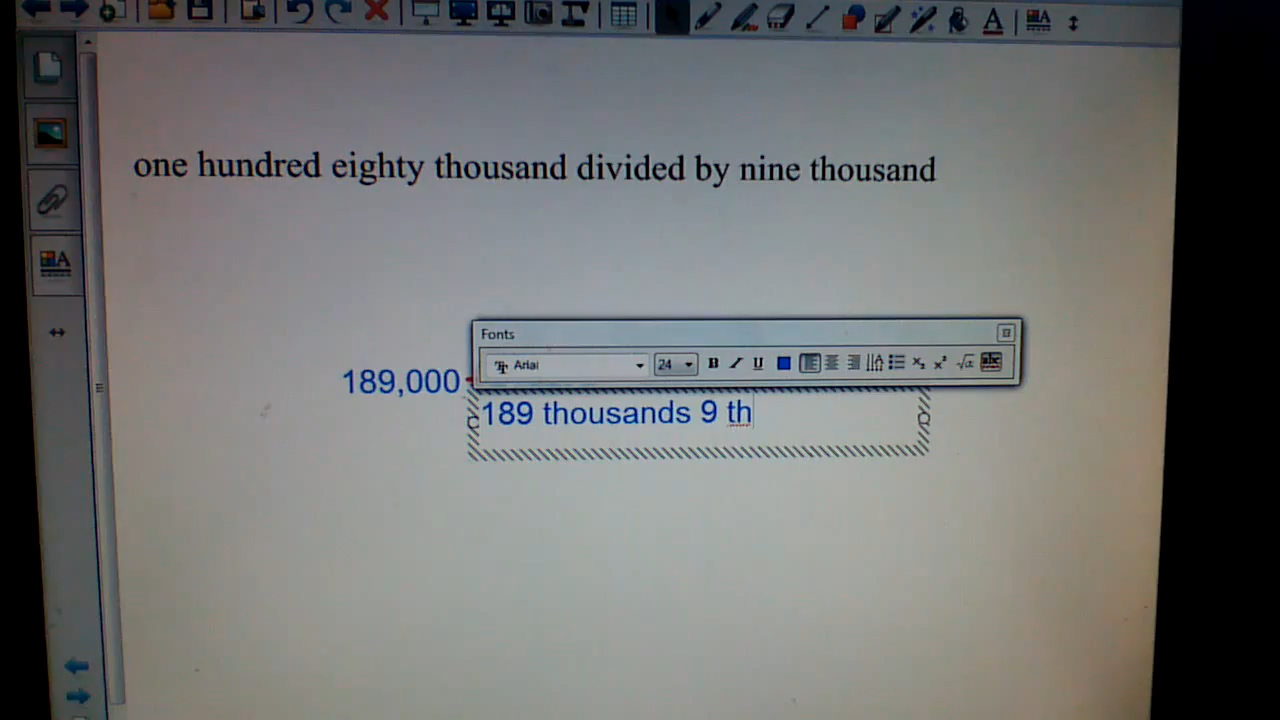 one hundred eighty thousand divided by nine thousand
Fonts
Arial
24
B I U
189,000
189 thousands 9 th